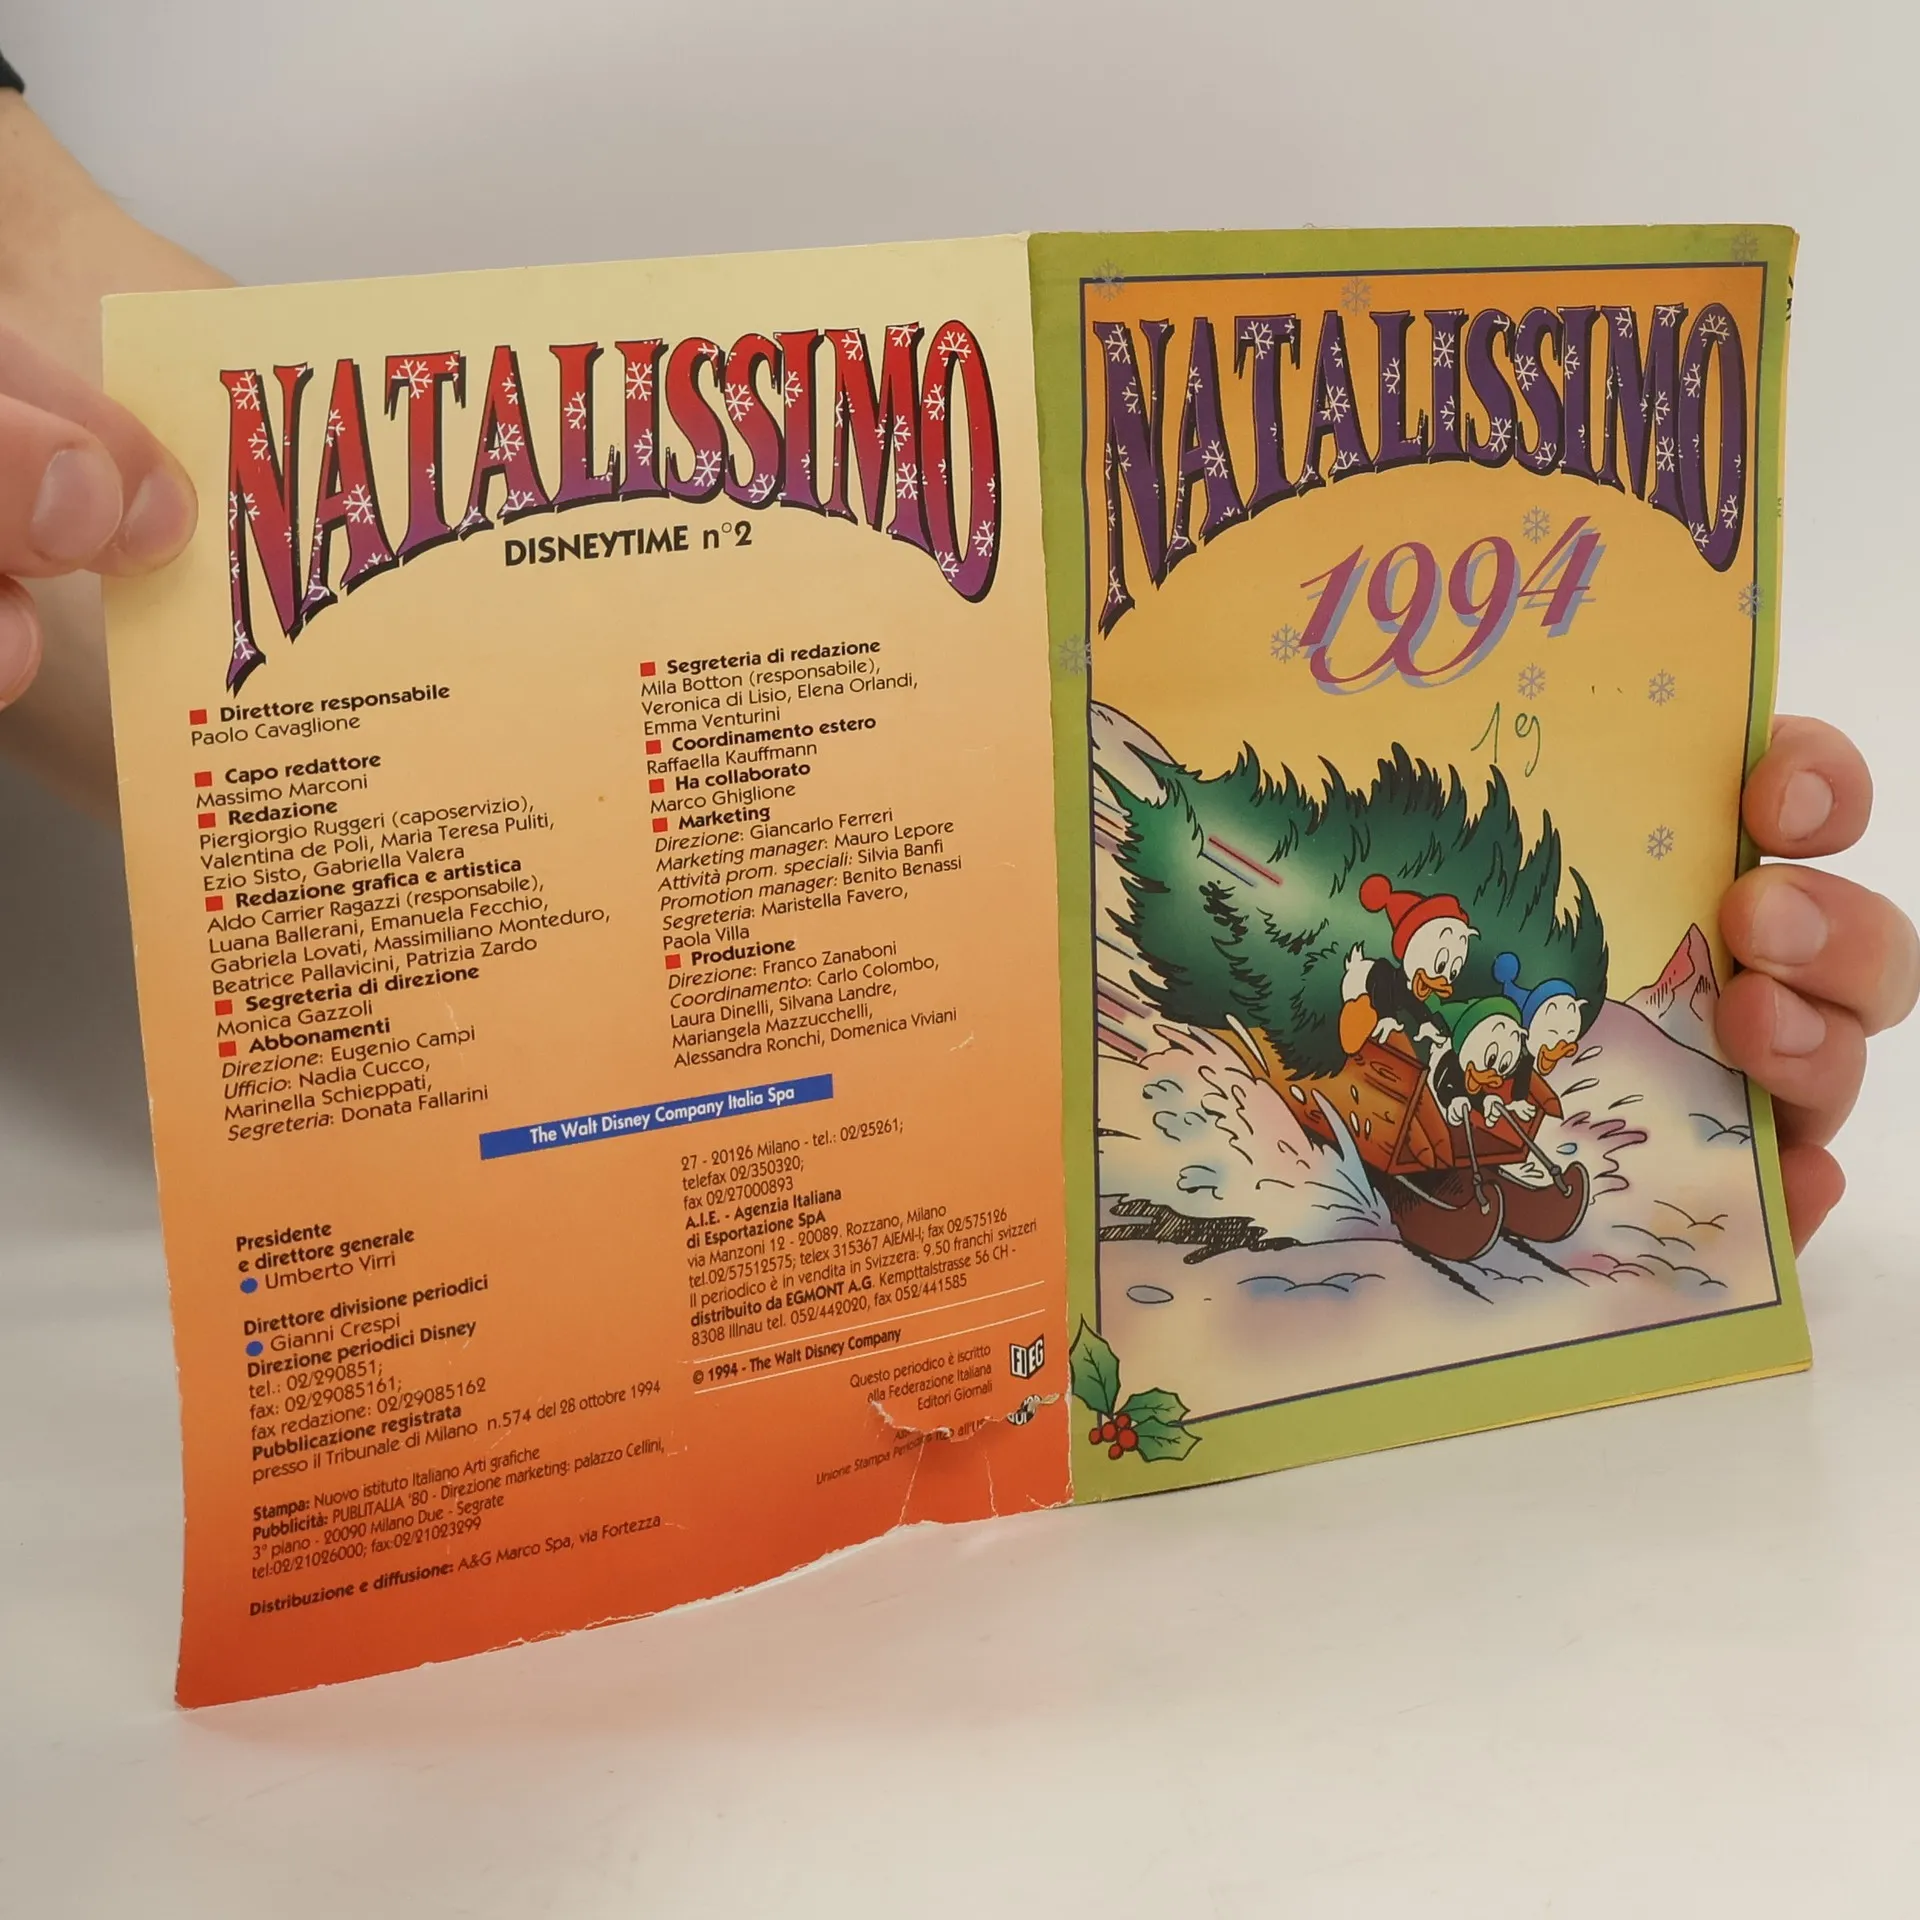 NATALISSIMO
DISNEYTIME n°2
Direttore responsabile
Paolo Cavaglione
Capo redattore
Massimo Marconi
Redazione
Piergiorgio Ruggeri (caposervizio),
Valentina de Poli, Maria Teresa Puliti,
Ezio Sisto, Gabriella Valera
Redazione grafica e artistica
Aldo Carrier Ragazzi (responsabile),
Luana Ballerani, Emanuela Fecchio,
Gabriela Lovati, Massimiliano Monteduro,
Beatrice Pallavicini, Patrizia Zardo
Segreteria di direzione
Monica Gazzoli
Abbonamenti
Direzione: Eugenio Campi
Ufficio: Nadia Cucco,
Marinella Schieppati,
Segreteria: Donata Fallarini
Segreteria di redazione
Mila Botton (responsabile),
Veronica di Lisio, Elena Orlandi,
Emma Venturini
Coordinamento estero
Raffaella Kauffmann
Ha collaborato
Marco Ghiglione
Marketing
Direzione: Giancarlo Ferreri
Marketing manager: Mauro Lepore
Attività prom. speciali: Silvia Banfi
Promotion manager: Benito Benassi
Segreteria: Maristella Favero,
Paola Villa
Produzione
Direzione: Franco Zanaboni
Coordinamento: Carlo Colombo,
Laura Dinelli, Silvana Landre,
Mariangela Mazzucchelli,
Alessandra Ronchi, Domenica Viviani
The Walt Disney Company Italia Spa
Presidente
e direttore generale
Umberto Virri
Direttore divisione periodici
Gianni Crespi
Direzione periodici Disney
tel.: 02/290851;
fax: 02/29085161;
fax redazione: 02/29085162
Pubblicazione registrata
presso il Tribunale di Milano n.574 del 28 ottobre 1994
Stampa: Nuovo istituto Italiano Arti grafiche
Pubblicità: PUBLITALIA '80 - Direzione marketing: palazzo Cellini,
3° piano - 20090 Milano Due - Segrate
tel:02/21026000; fax:02/21023299
Distribuzione e diffusione: A&G Marco Spa, via Fortezza
27 - 20126 Milano - tel.: 02/25261;
telefax 02/350320;
fax 02/27000893
A.I.E. - Agenzia Italiana
di Esportazione SpA
via Manzoni 12 - 20089. Rozzano, Milano
tel.02/57512575; telex 315367 AIEMI-I; fax 02/575126
Il periodico è in vendita in Svizzera: 9.50 franchi svizzeri
distribuito da EGMONT A.G. Kempttalstrasse 56 CH -
8308 Illnau tel. 052/442020, fax 052/441585
© 1994 - The Walt Disney Company
Questo periodico è iscritto
alla Federazione Italiana
Editori Giornali
FIEG
Unione Stampa
NATALISSIMO
1994
19